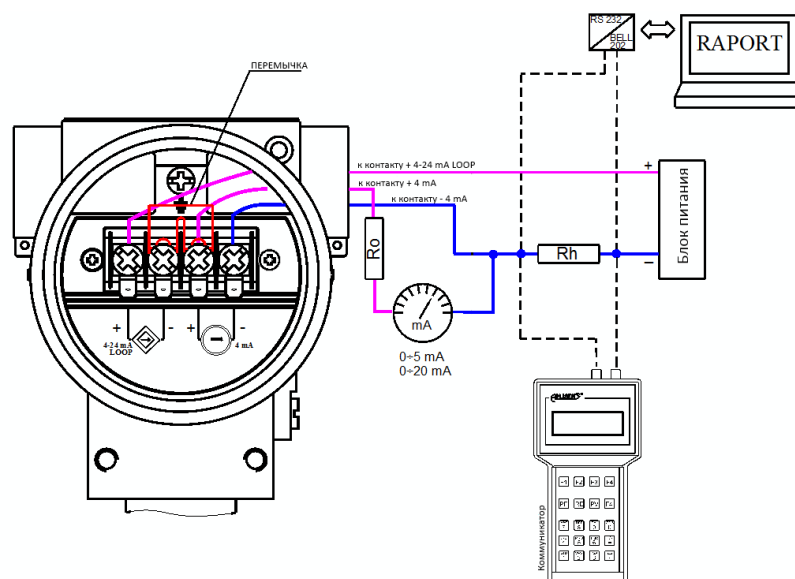 RS 232
BELL
202
RAPORT
ПЕРЕМЫЧКА
к контакту + 4-24 mA LOOP
+
к контакту + 4 mA
к контакту - 4 mA
Ro
Rh
−
Блок питания
mA
0÷5 mA
0÷20 mA
+ - + -
4-24 mA
LOOP
4 mA
Коммуникатор